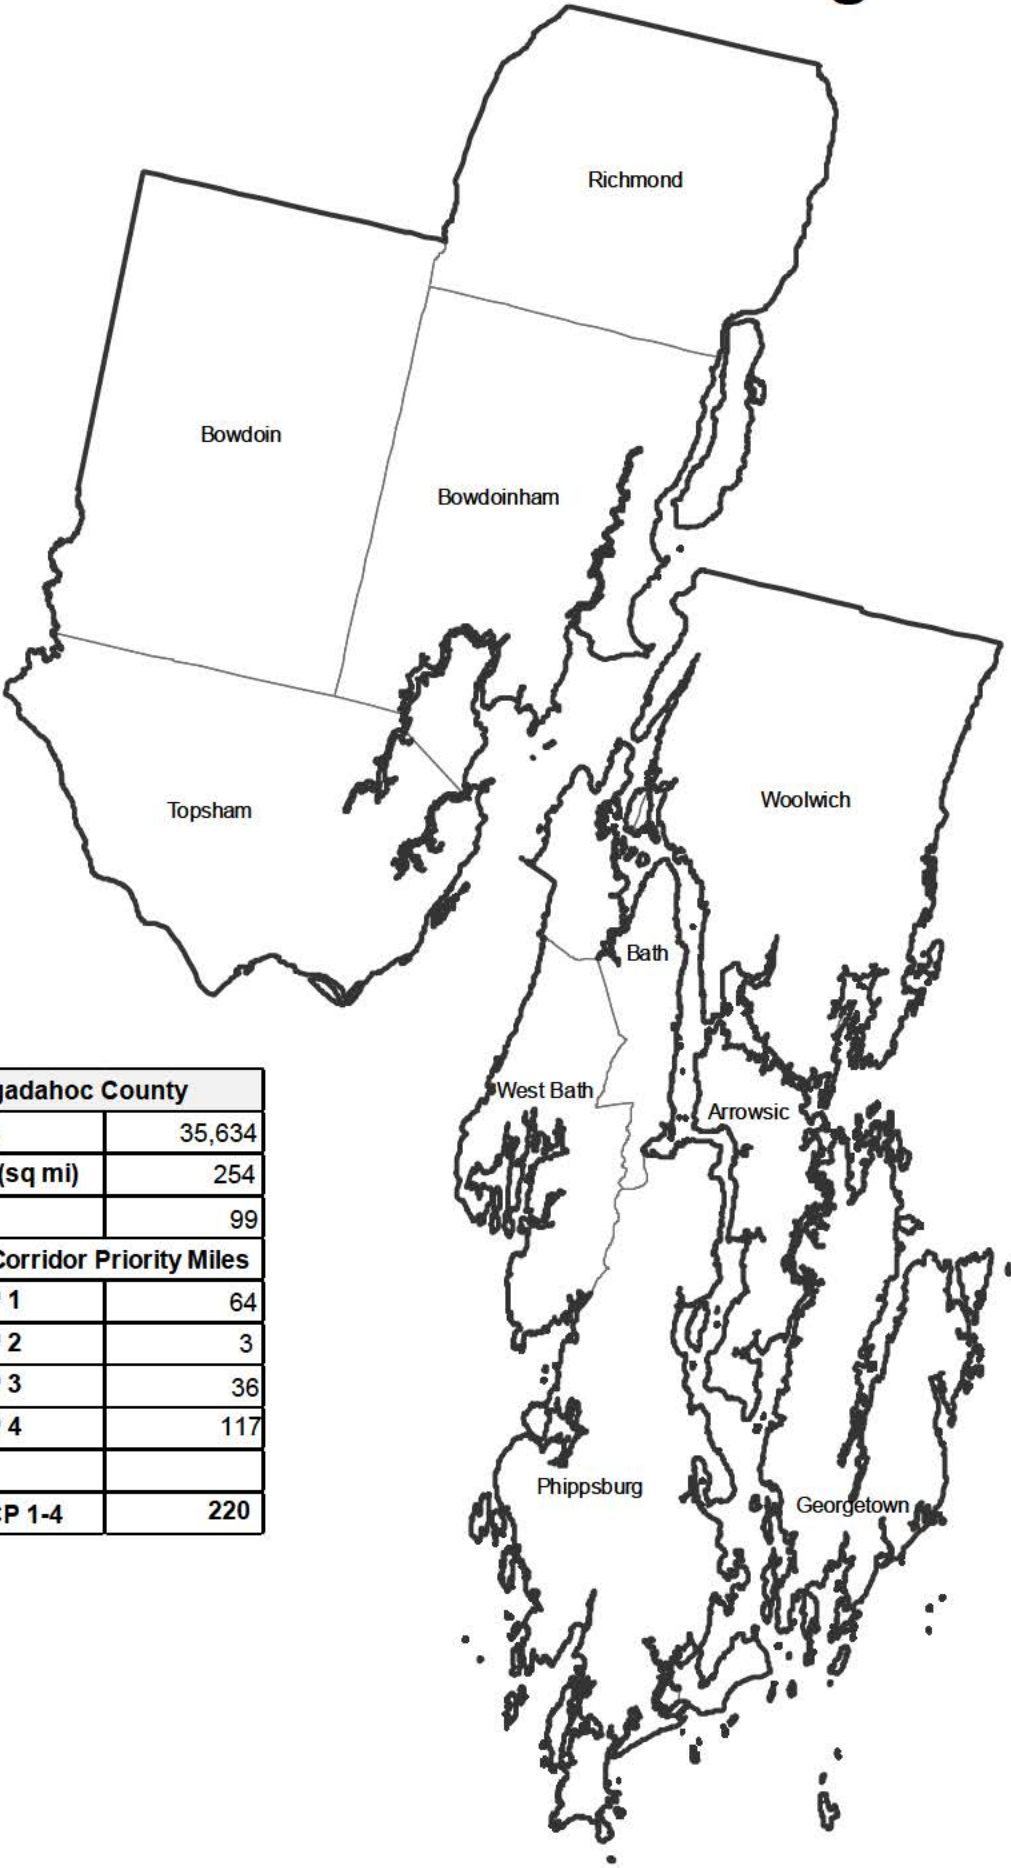 Richmond
Bowdoin
Bowdoinham
Woolwich
Topsham
Bath
West Bath
Arrowsic
gadahoc County
35,634
(sq mi) 254
99
Corridor Priority Miles
1 64
2 3
3 36
4 117
P 1-4 220
Phippsburg
Georgetown